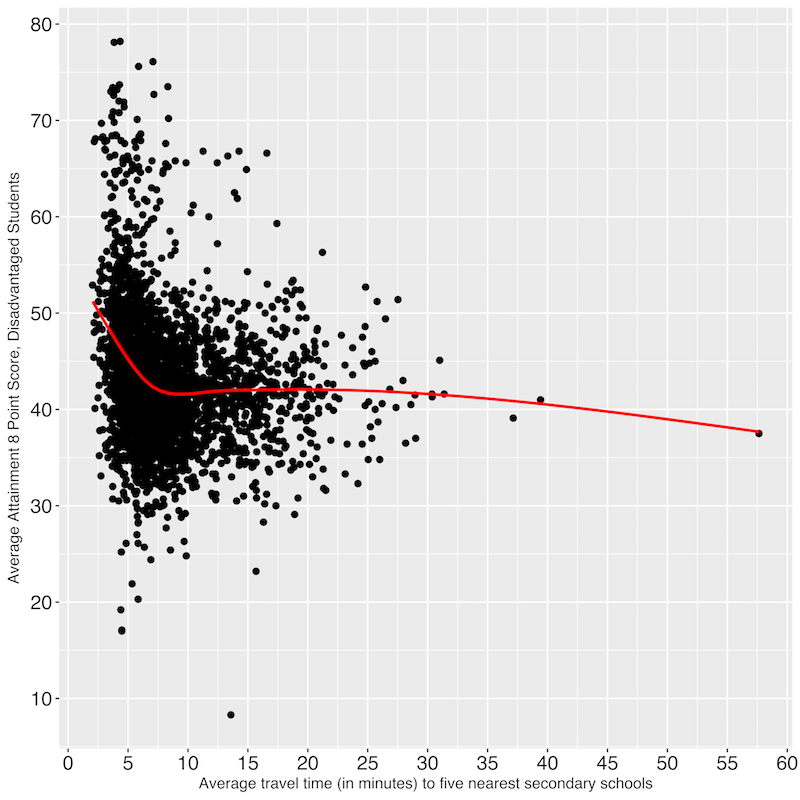 Average Attainment 8 Point Score, Disadvantaged Students
80
70
60
50
40
30
20
10
0 5 10 15 20 25 30 35 40 45 50 55 60
Average travel time (in minutes) to five nearest secondary schools